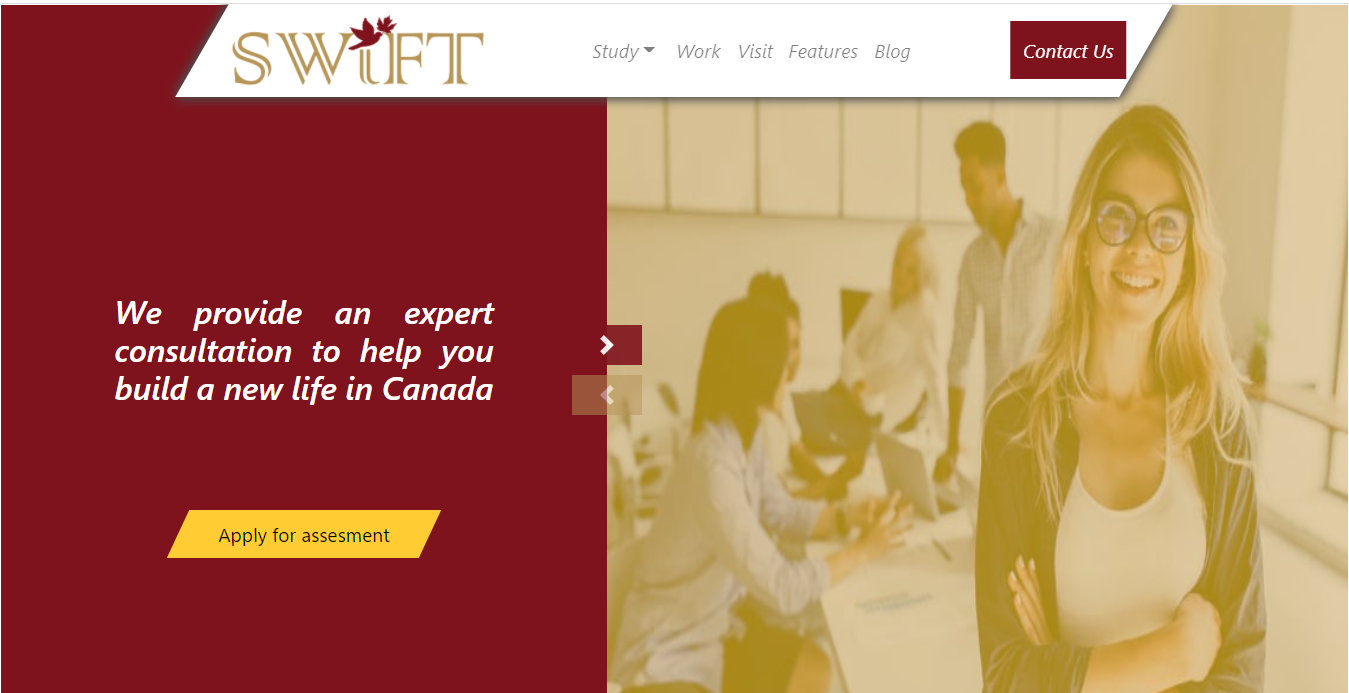 SWiFT
Study Work Visit Features Blog
Contact Us
We provide an expert
consultation to help you
build a new life in Canada
Apply for assesment